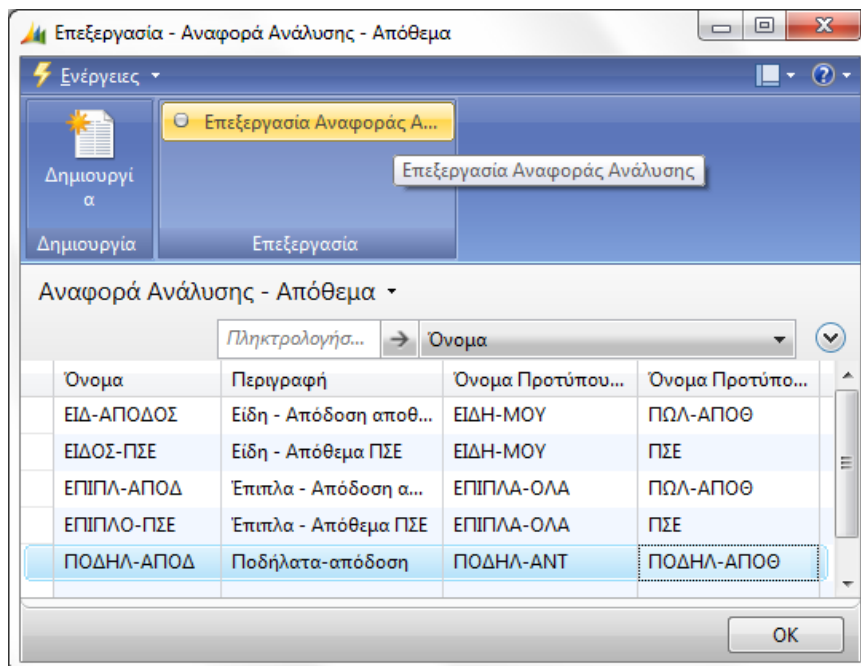 Επεξεργασία - Αναφορά Ανάλυσης - Απόθεμα
Ενέργειες
Επεξεργασία Αναφοράς Α...
Δημιουργί
α
Επεξεργασία Αναφοράς Ανάλυσης
Δημιουργία Επεξεργασία
Αναφορά Ανάλυσης - Απόθεμα
Πληκτρολογήσ... Όνομα
Όνομα Περιγραφή Όνομα Προτύπου... Όνομα Προτύπο...
ΕΙΔ-ΑΠΟΔΟΣ Είδη - Απόδοση αποθ... ΕΙΔΗ-ΜΟΥ ΠΩΛ-ΑΠΟΘ
ΕΙΔΟΣ-ΠΣΕ Είδη - Απόθεμα ΠΣΕ ΕΙΔΗ-ΜΟΥ ΠΣΕ
ΕΠΙΠΛ-ΑΠΟΔ Έπιπλα - Απόδοση α... ΕΠΙΠΛΑ-ΟΛΑ ΠΩΛ-ΑΠΟΘ
ΕΠΙΠΛΟ-ΠΣΕ Έπιπλα - Απόθεμα ΠΣΕ ΕΠΙΠΛΑ-ΟΛΑ ΠΣΕ
ΠΟΔΗΛ-ΑΠΟΔ Ποδήλατα-απόδοση ΠΟΔΗΛ-ΑΝΤ ΠΟΔΗΛ-ΑΠΟΘ
OK